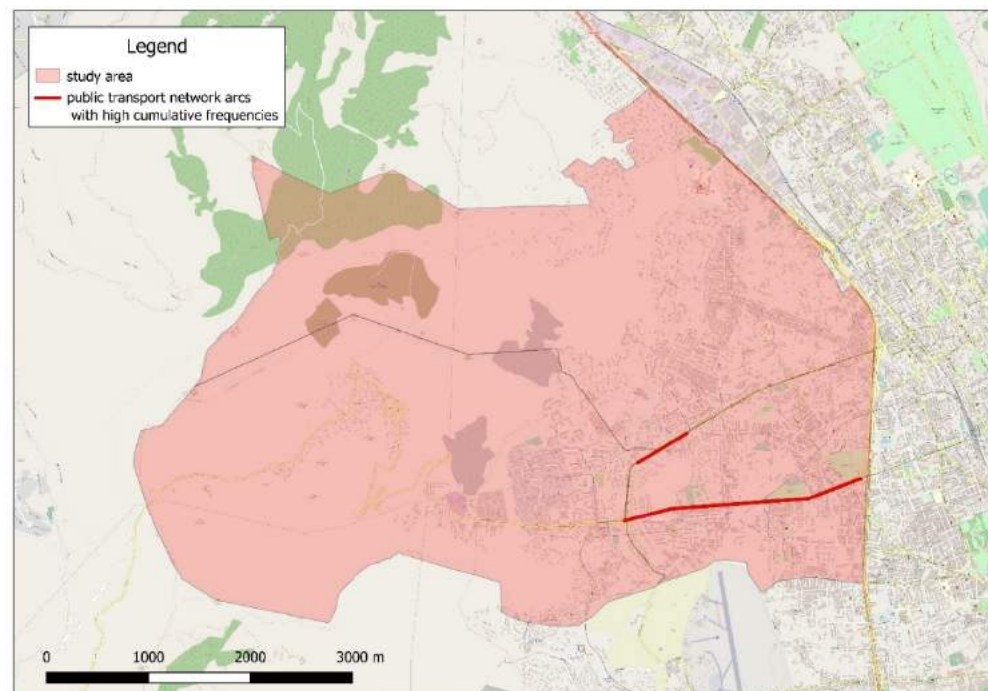 Legend
study area
public transport network arcs
with high cumulative frequencies
0 1000 2000 3000 m